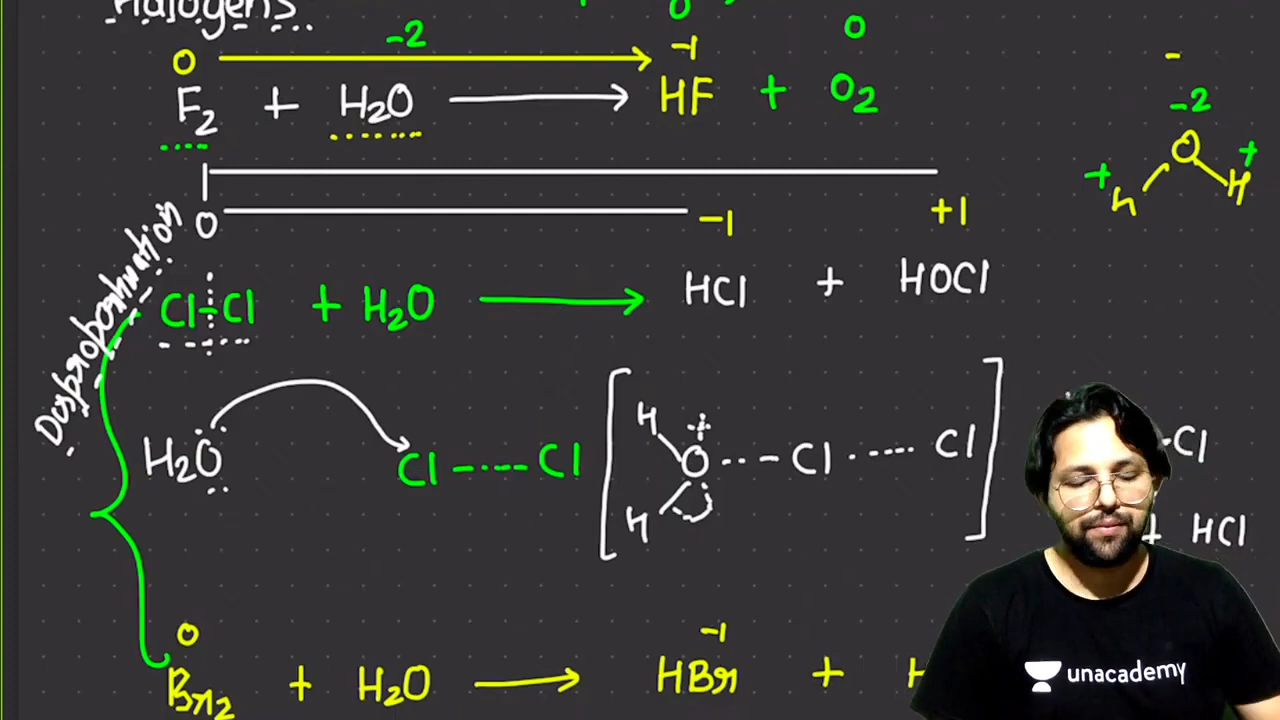 Halogens
0 -2 -1 0
F2 + H2O → HF + O2
-
-2
O
+ H H +
0 -1 +1
Disproportionation
Cl-Cl + H2O → HCl + HOCl
H2O Cl Cl [H H O + Cl Cl] -Cl
+ HCl
0 -1
Br2 + H2O → HBr + H
unacademy